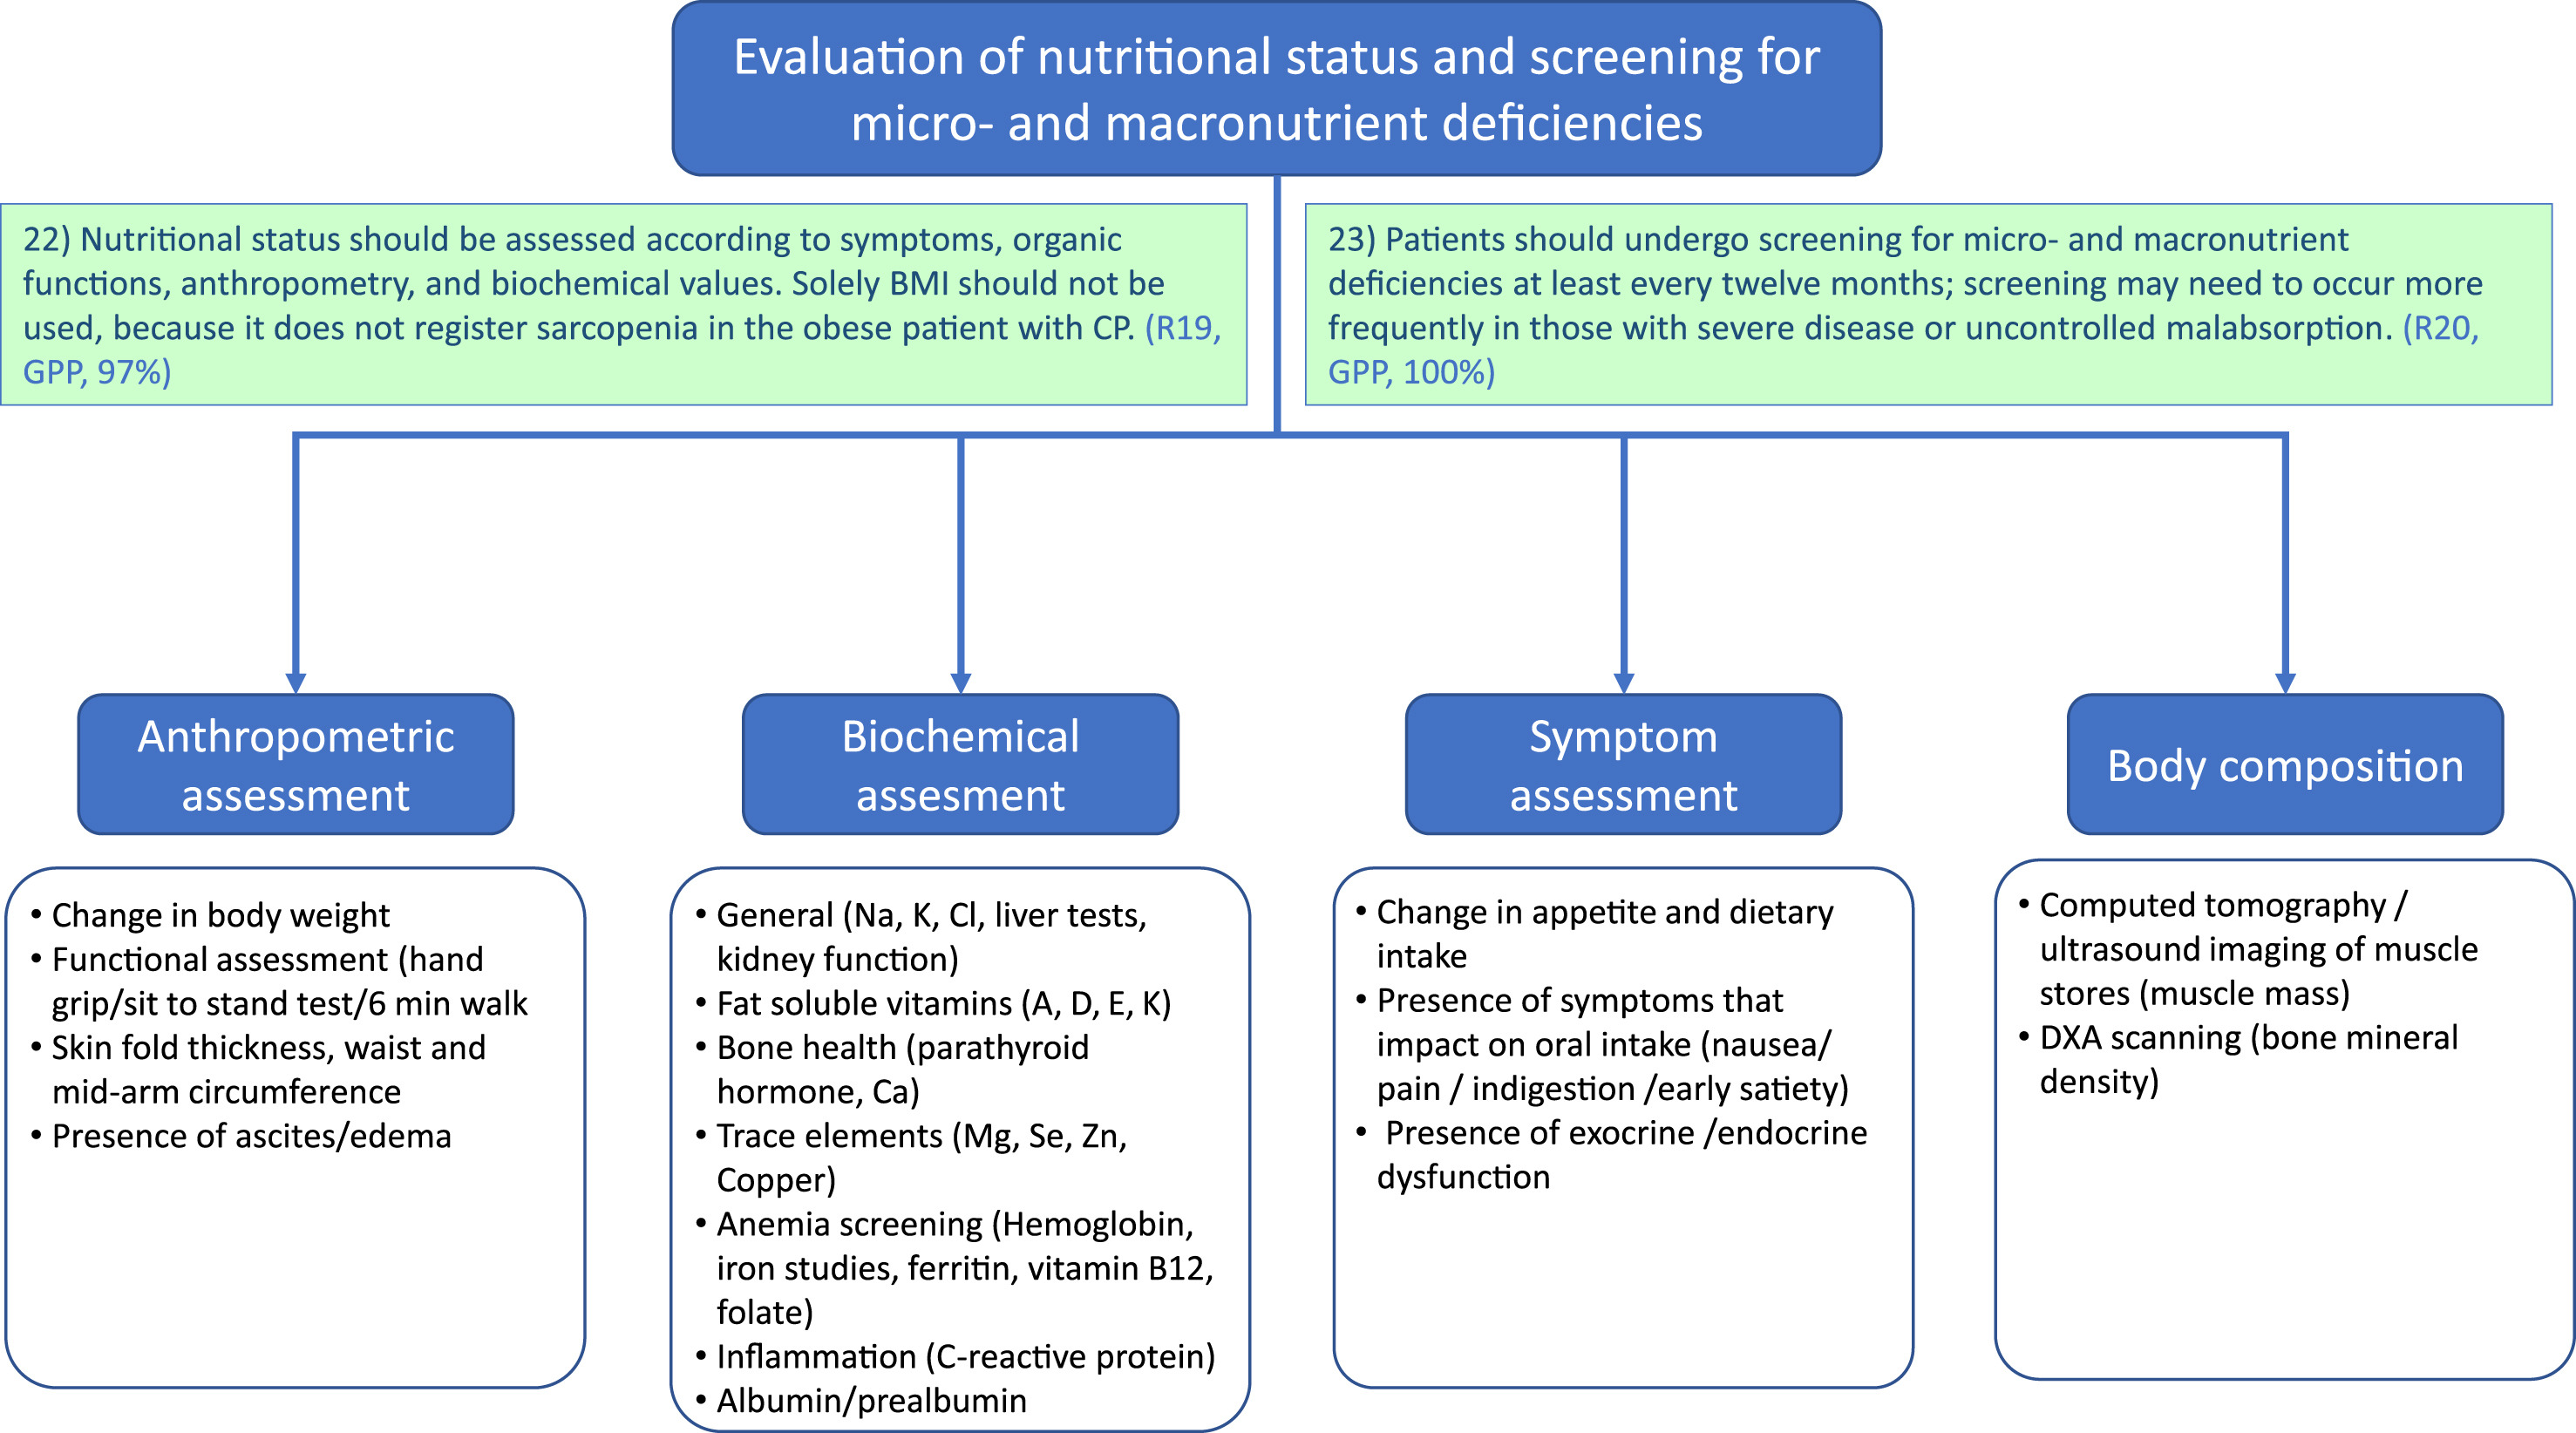 Evaluation of nutritional status and screening for
micro- and macronutrient deficiencies
22) Nutritional status should be assessed according to symptoms, organic
functions, anthropometry, and biochemical values. Solely BMI should not be
used, because it does not register sarcopenia in the obese patient with CP. (R19,
GPP, 97%)
23) Patients should undergo screening for micro- and macronutrient
deficiencies at least every twelve months; screening may need to occur more
frequently in those with severe disease or uncontrolled malabsorption. (R20,
GPP, 100%)
Anthropometric
assessment
• Change in body weight
• Functional assessment (hand
grip/sit to stand test/6 min walk
• Skin fold thickness, waist and
mid-arm circumference
• Presence of ascites/edema
Biochemical
assesment
• General (Na, K, Cl, liver tests,
kidney function)
• Fat soluble vitamins (A, D, E, K)
• Bone health (parathyroid
hormone, Ca)
• Trace elements (Mg, Se, Zn,
Copper)
• Anemia screening (Hemoglobin,
iron studies, ferritin, vitamin B12,
folate)
• Inflammation (C-reactive protein)
• Albumin/prealbumin
Symptom
assessment
• Change in appetite and dietary
intake
• Presence of symptoms that
impact on oral intake (nausea/
pain / indigestion /early satiety)
• Presence of exocrine /endocrine
dysfunction
Body composition
• Computed tomography /
ultrasound imaging of muscle
stores (muscle mass)
• DXA scanning (bone mineral
density)